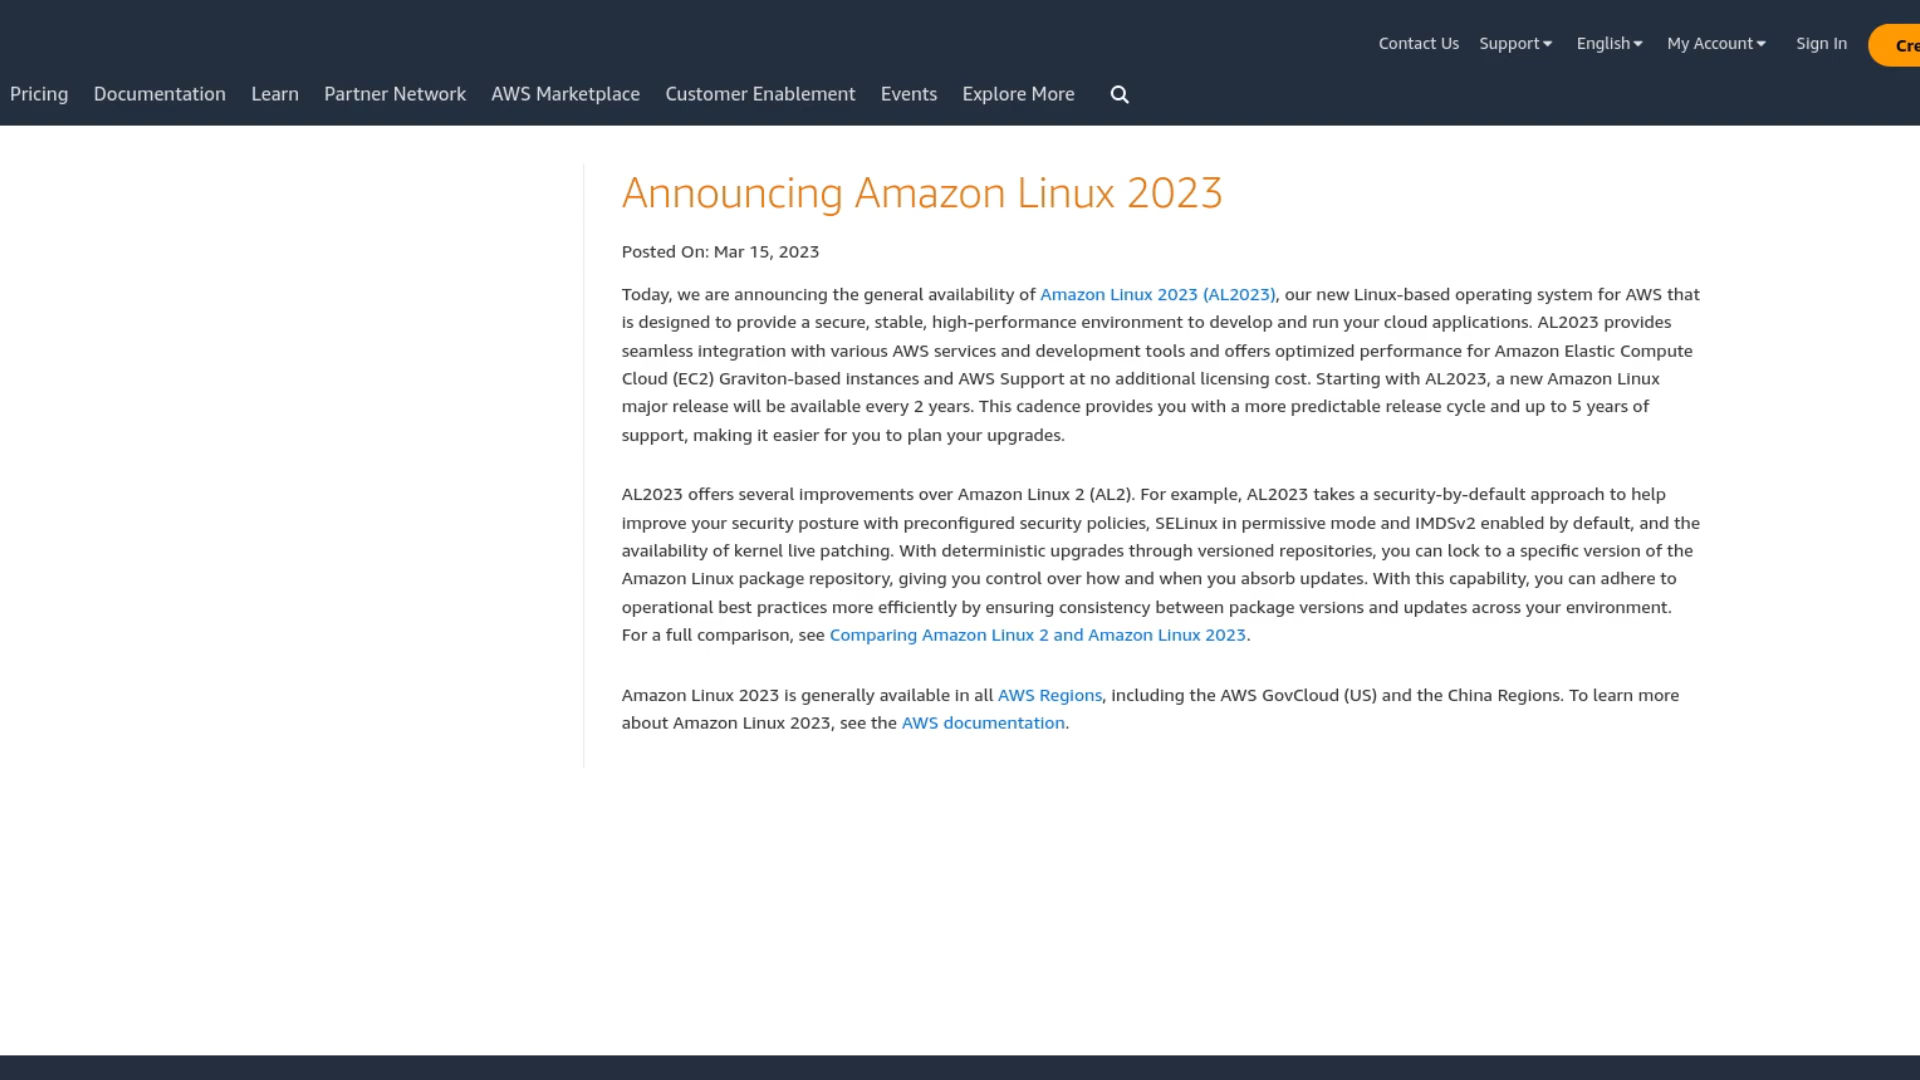 Contact Us Support English My Account Sign In Cre
Pricing Documentation Learn Partner Network AWS Marketplace Customer Enablement Events Explore More
Announcing Amazon Linux 2023
Posted On: Mar 15, 2023
Today, we are announcing the general availability of Amazon Linux 2023 (AL2023), our new Linux-based operating system for AWS that
is designed to provide a secure, stable, high-performance environment to develop and run your cloud applications. AL2023 provides
seamless integration with various AWS services and development tools and offers optimized performance for Amazon Elastic Compute
Cloud (EC2) Graviton-based instances and AWS Support at no additional licensing cost. Starting with AL2023, a new Amazon Linux
major release will be available every 2 years. This cadence provides you with a more predictable release cycle and up to 5 years of
support, making it easier for you to plan your upgrades.
AL2023 offers several improvements over Amazon Linux 2 (AL2). For example, AL2023 takes a security-by-default approach to help
improve your security posture with preconfigured security policies, SELinux in permissive mode and IMDSv2 enabled by default, and the
availability of kernel live patching. With deterministic upgrades through versioned repositories, you can lock to a specific version of the
Amazon Linux package repository, giving you control over how and when you absorb updates. With this capability, you can adhere to
operational best practices more efficiently by ensuring consistency between package versions and updates across your environment.
For a full comparison, see Comparing Amazon Linux 2 and Amazon Linux 2023.
Amazon Linux 2023 is generally available in all AWS Regions, including the AWS GovCloud (US) and the China Regions. To learn more
about Amazon Linux 2023, see the AWS documentation.